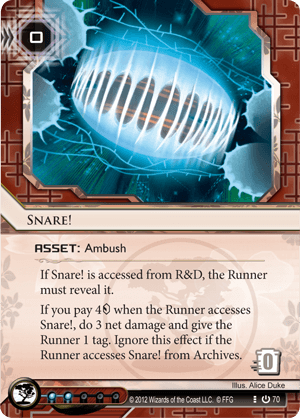 0
SNARE!
ASSET: Ambush
If Snare! is accessed from R&D, the Runner
must reveal it.
If you pay 4 when the Runner accesses
Snare!, do 3 net damage and give the
Runner 1 tag. Ignore this effect if the
Runner accesses Snare! from Archives.
0
Illus. Alice Duke
© 2012 Wizards of the Coast LLC. © FFG
70